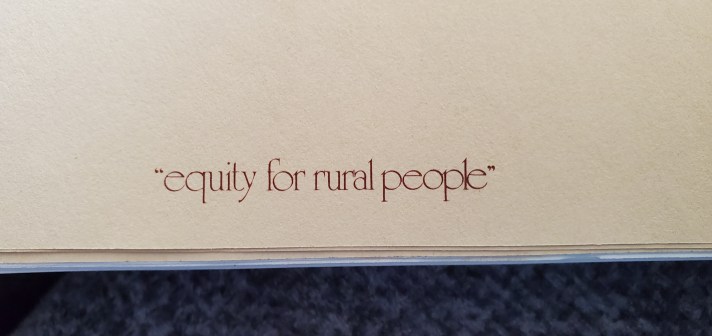 “equity for rural people”